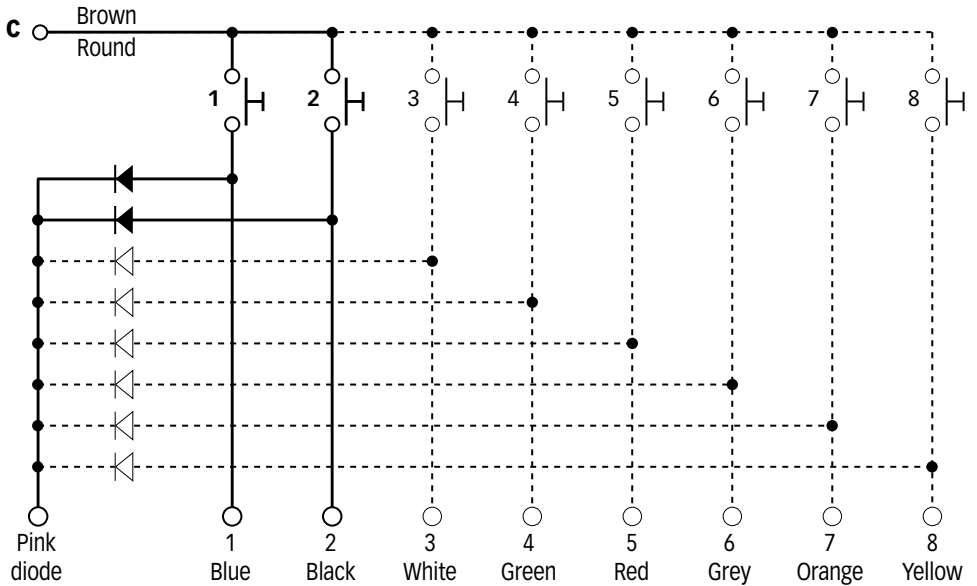 C
Brown
Round
1 2 3 4 5 6 7 8
Pink 1 2 3 4 5 6 7 8
diode Blue Black White Green Red Grey Orange Yellow